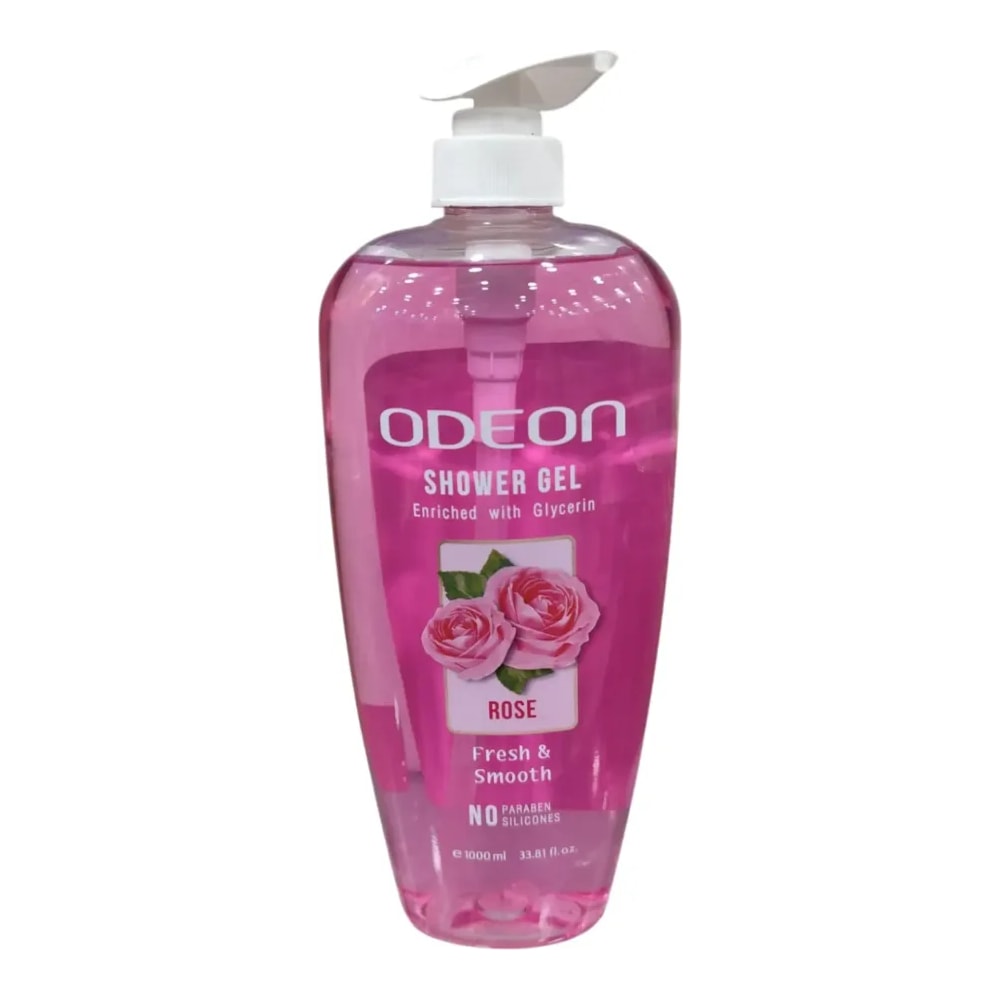 ODEON
SHOWER GEL
Enriched with Glycerin
ROSE
Fresh &
Smooth
NO PARABEN
SILICONES
e 1000 ml 33.81 fl. oz.